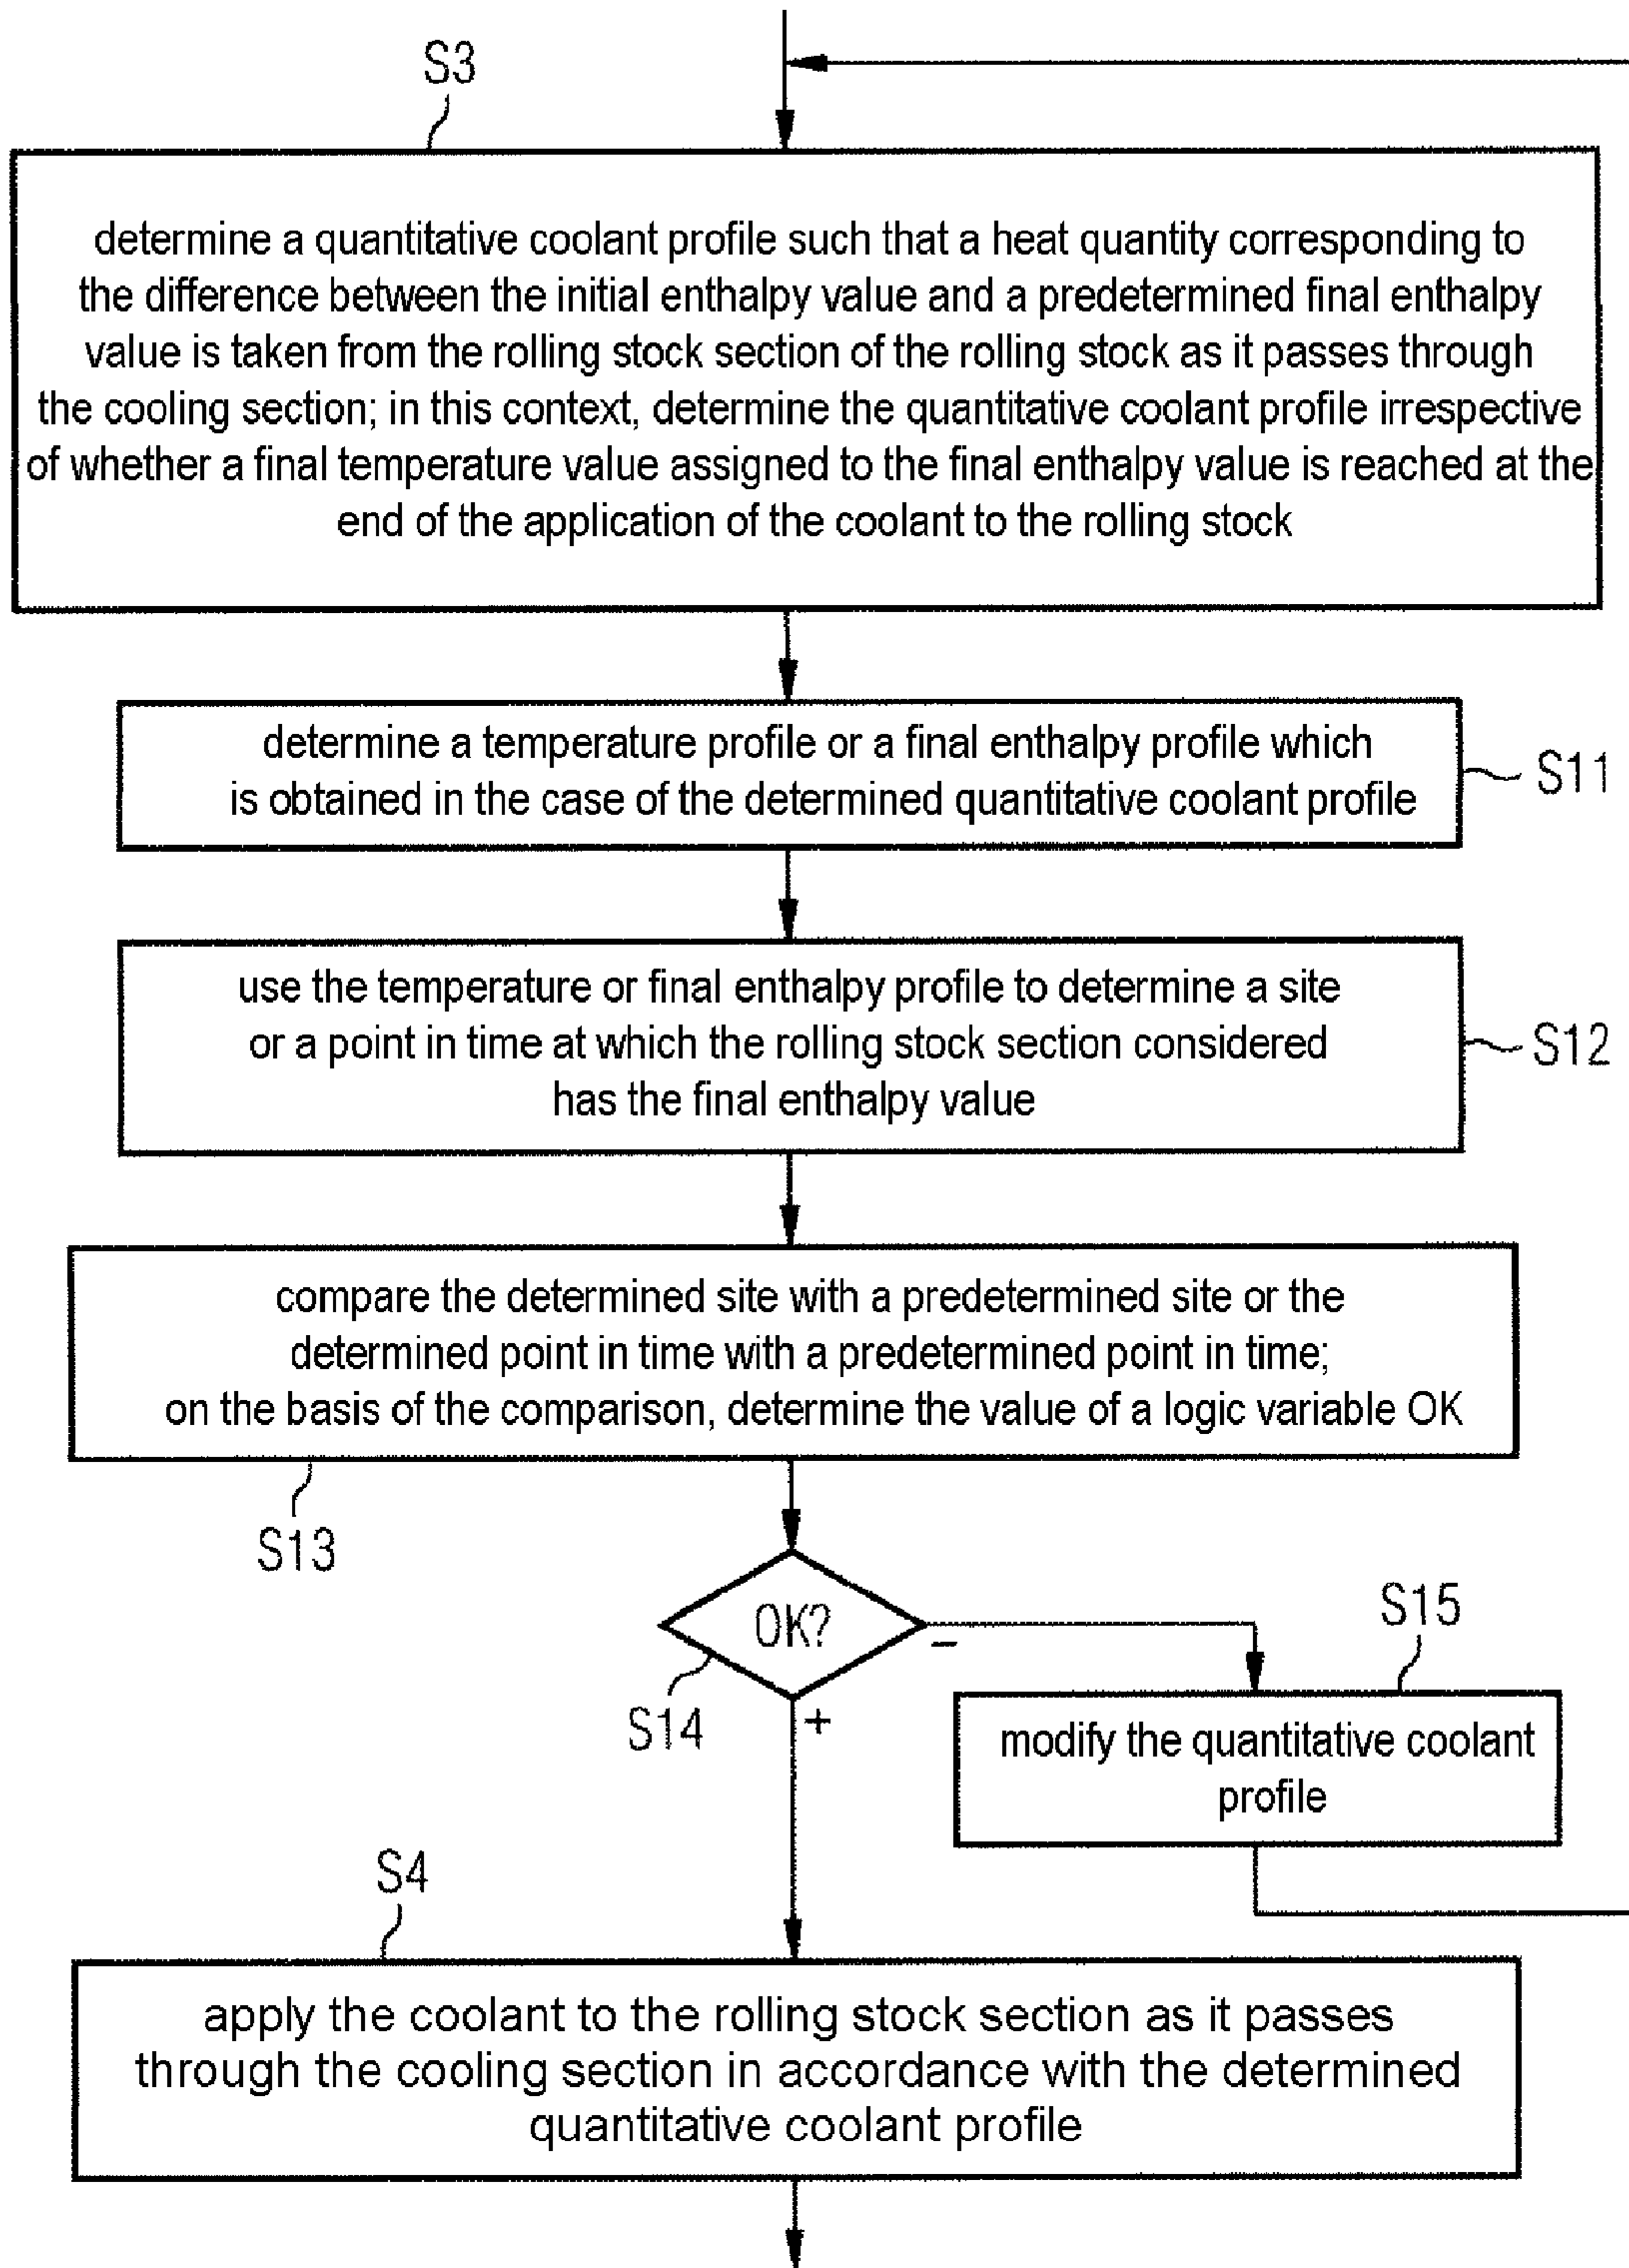 S3
determine a quantitative coolant profile such that a heat quantity corresponding to
the difference between the initial enthalpy value and a predetermined final enthalpy
value is taken from the rolling stock section of the rolling stock as it passes through
the cooling section; in this context, determine the quantitative coolant profile irrespective
of whether a final temperature value assigned to the final enthalpy value is reached at the
end of the application of the coolant to the rolling stock
determine a temperature profile or a final enthalpy profile which
is obtained in the case of the determined quantitative coolant profile
S11
use the temperature or final enthalpy profile to determine a site
or a point in time at which the rolling stock section considered
has the final enthalpy value
S12
compare the determined site with a predetermined site or the
determined point in time with a predetermined point in time;
on the basis of the comparison, determine the value of a logic variable OK
S13
OK?
–
S14
+
S15
modify the quantitative coolant
profile
S4
apply the coolant to the rolling stock section as it passes
through the cooling section in accordance with the determined
quantitative coolant profile